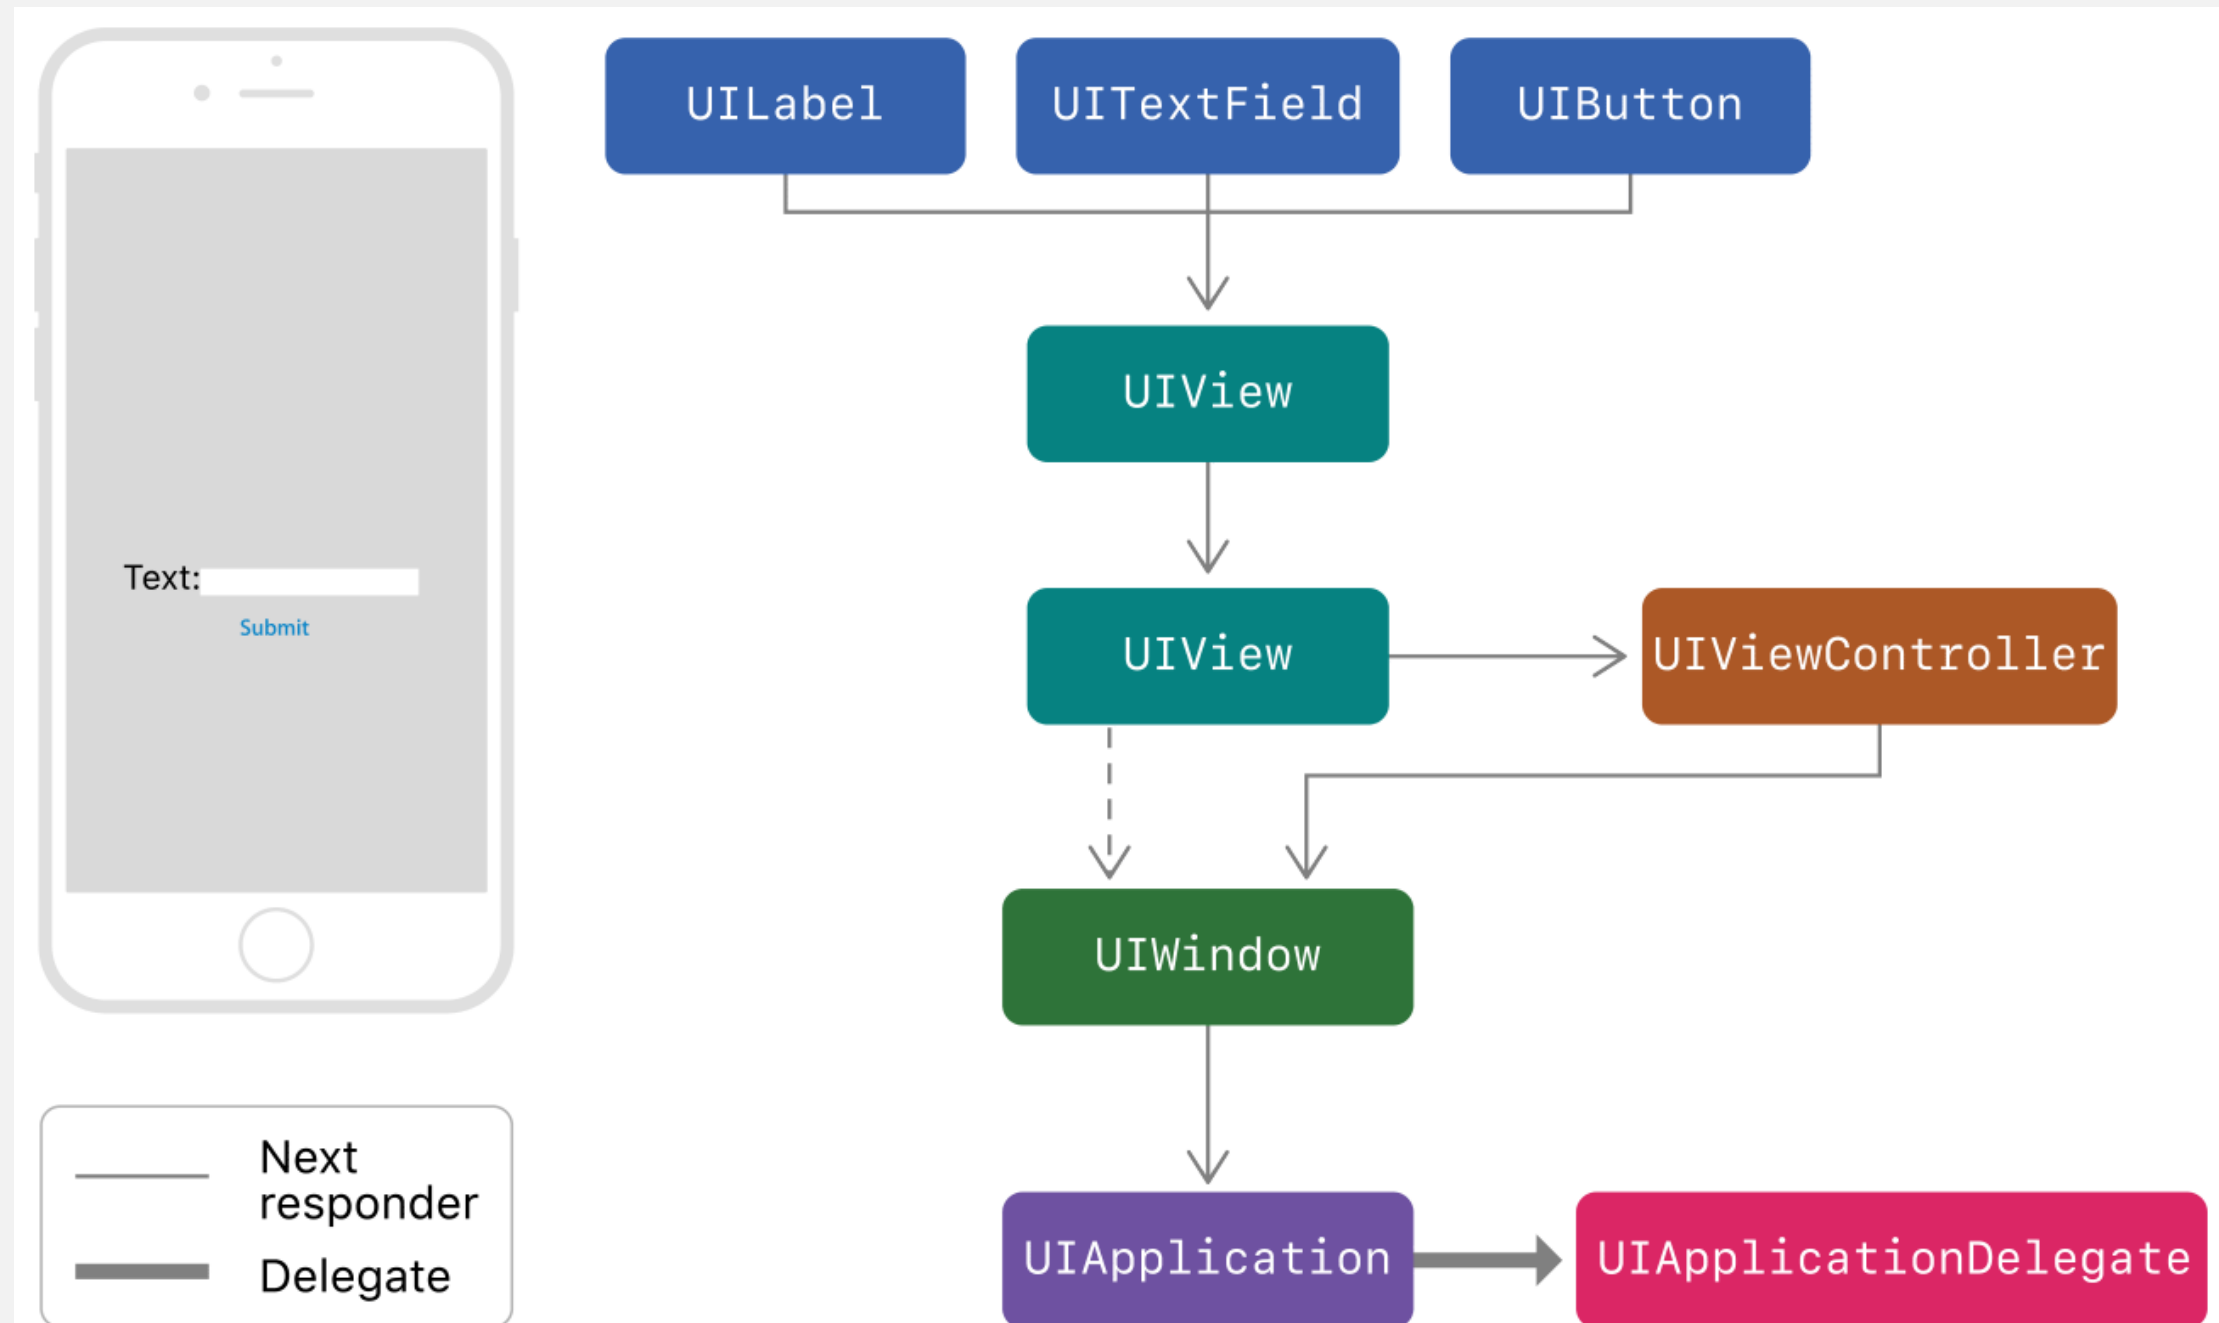 UILabel
UITextField
UIButton
UIView
UIView
UIViewController
UIWindow
UIApplication
UIApplicationDelegate
Text:
Submit
Next
responder
Delegate